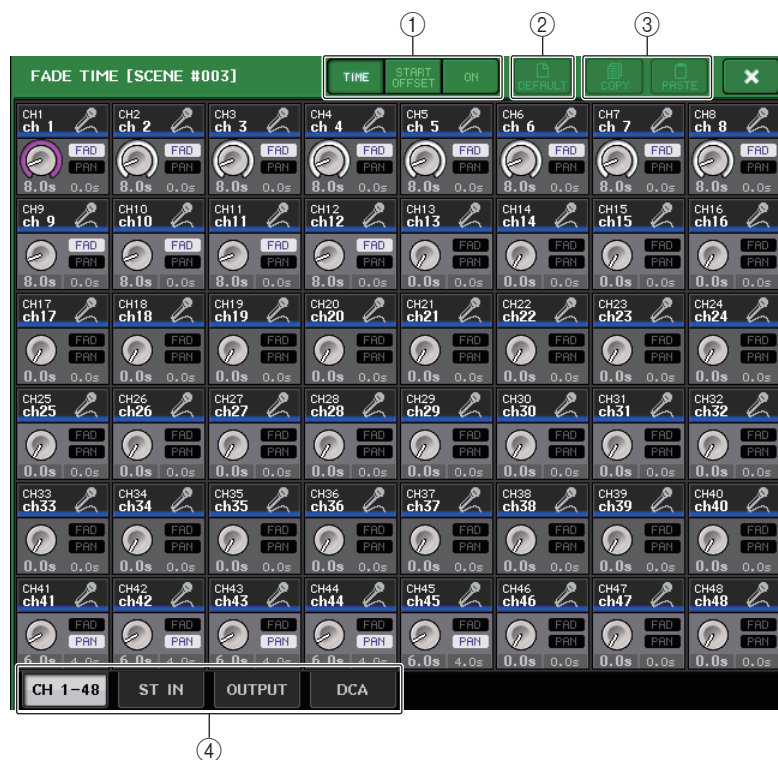 ① ② ③
FADE TIME [SCENE #003] TIME START OFFSET ON DEFAULT COPY PASTE ×
CH1 CH2 CH3 CH4 CH5 CH6 CH7 CH8
ch 1 ch 2 ch 3 ch 4 ch 5 ch 6 ch 7 ch 8
FAD FAD FAD FAD FAD FAD FAD FAD
PAN PAN PAN PAN PAN PAN PAN PAN
8.0s 0.0s 8.0s 0.0s 8.0s 0.0s 8.0s 0.0s 8.0s 0.0s 8.0s 0.0s 8.0s 0.0s 8.0s 0.0s
CH9 CH10 CH11 CH12 CH13 CH14 CH15 CH16
ch 9 ch10 ch11 ch12 ch13 ch14 ch15 ch16
FAD FAD FAD FAD FAD FAD FAD FAD
PAN PAN PAN PAN PAN PAN PAN PAN
8.0s 0.0s 8.0s 0.0s 8.0s 0.0s 8.0s 0.0s 0.0s 0.0s 0.0s 0.0s 0.0s 0.0s 0.0s 0.0s
CH17 CH18 CH19 CH20 CH21 CH22 CH23 CH24
ch17 ch18 ch19 ch20 ch21 ch22 ch23 ch24
FAD FAD FAD FAD FAD FAD FAD FAD
PAN PAN PAN PAN PAN PAN PAN PAN
0.0s 0.0s 0.0s 0.0s 0.0s 0.0s 0.0s 0.0s 0.0s 0.0s 0.0s 0.0s 0.0s 0.0s 0.0s 0.0s
CH25 CH26 CH27 CH28 CH29 CH30 CH31 CH32
ch25 ch26 ch27 ch28 ch29 ch30 ch31 ch32
FAD FAD FAD FAD FAD FAD FAD FAD
PAN PAN PAN PAN PAN PAN PAN PAN
0.0s 0.0s 0.0s 0.0s 0.0s 0.0s 0.0s 0.0s 0.0s 0.0s 0.0s 0.0s 0.0s 0.0s 0.0s 0.0s
CH33 CH34 CH35 CH36 CH37 CH38 CH39 CH40
ch33 ch34 ch35 ch36 ch37 ch38 ch39 ch40
FAD FAD FAD FAD FAD FAD FAD FAD
PAN PAN PAN PAN PAN PAN PAN PAN
0.0s 0.0s 0.0s 0.0s 0.0s 0.0s 0.0s 0.0s 0.0s 0.0s 0.0s 0.0s 0.0s 0.0s 0.0s 0.0s
CH41 CH42 CH43 CH44 CH45 CH46 CH47 CH48
ch41 ch42 ch43 ch44 ch45 ch46 ch47 ch48
FAD FAD FAD FAD FAD FAD FAD FAD
PAN PAN PAN PAN PAN PAN PAN PAN
6.0s 4.0s 6.0s 4.0s 6.0s 4.0s 6.0s 4.0s 6.0s 4.0s 0.0s 0.0s 0.0s 0.0s 0.0s 0.0s
CH 1-48 ST IN OUTPUT DCA
④